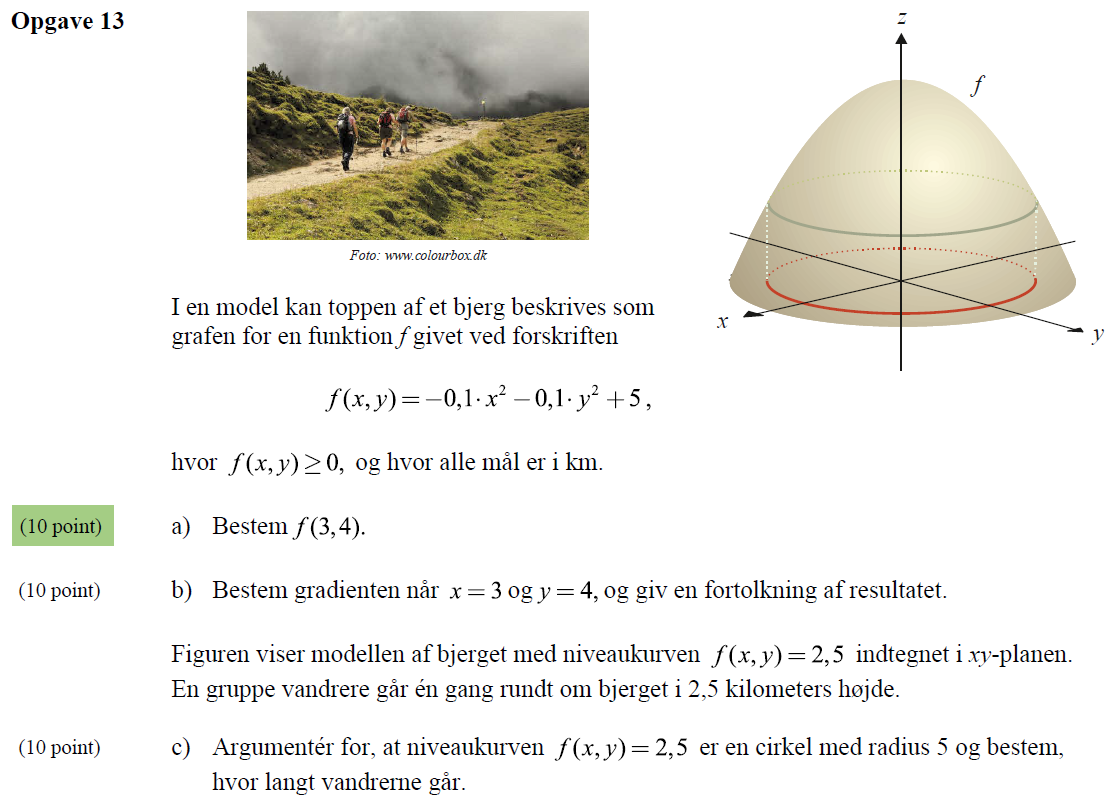 Opgave 13
z
f
x
y
Foto: www.colourbox.dk
I en model kan toppen af et bjerg beskrives som
grafen for en funktion f givet ved forskriften
f(x, y) = −0,1· x² − 0,1· y² + 5 ,
hvor f(x, y) ≥ 0, og hvor alle mål er i km.
(10 point) a) Bestem f(3, 4).
(10 point) b) Bestem gradienten når x = 3 og y = 4, og giv en fortolkning af resultatet.
Figuren viser modellen af bjerget med niveaukurven f(x, y) = 2,5 indtegnet i xy-planen.
En gruppe vandrere går én gang rundt om bjerget i 2,5 kilometers højde.
(10 point) c) Argumentér for, at niveaukurven f(x, y) = 2,5 er en cirkel med radius 5 og bestem,
hvor langt vandrerne går.